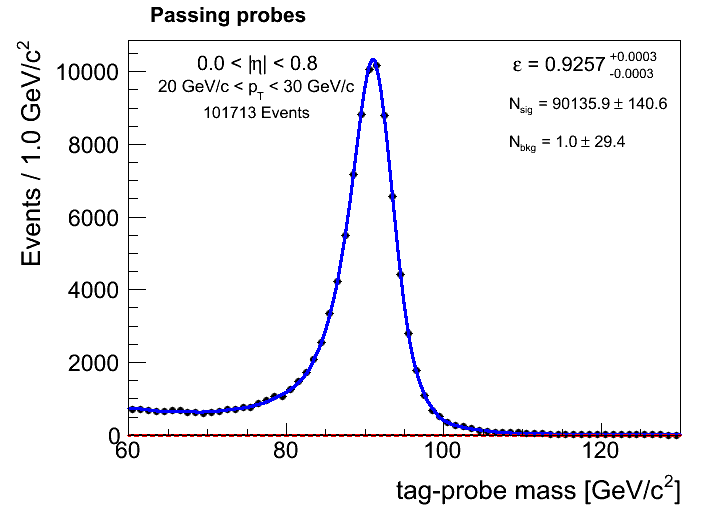 Passing probes
0.0 < |η| < 0.8
20 GeV/c < p_T < 30 GeV/c
101713 Events
ε = 0.9257 +0.0003 -0.0003
N_sig = 90135.9 ± 140.6
N_bkg = 1.0 ± 29.4
Events / 1.0 GeV/c²
10000
8000
6000
4000
2000
0
60 80 100 120
tag-probe mass [GeV/c²]